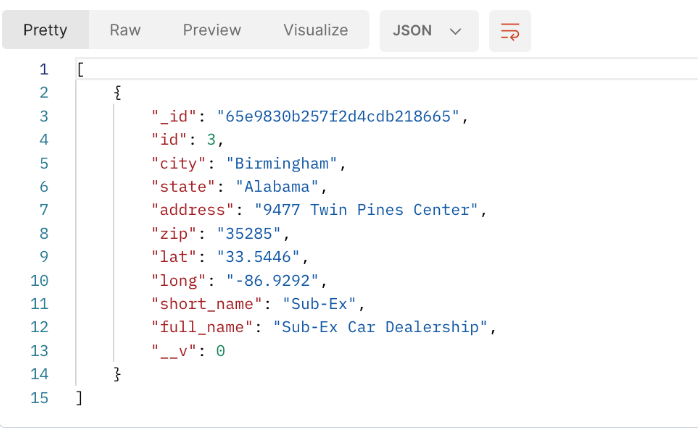 Pretty Raw Preview Visualize JSON
1 [
2 {
3 "_id": "65e9830b257f2d4cdb218665",
4 "id": 3,
5 "city": "Birmingham",
6 "state": "Alabama",
7 "address": "9477 Twin Pines Center",
8 "zip": "35285",
9 "lat": "33.5446",
10 "long": "-86.9292",
11 "short_name": "Sub-Ex",
12 "full_name": "Sub-Ex Car Dealership",
13 "__v": 0
14 }
15 ]